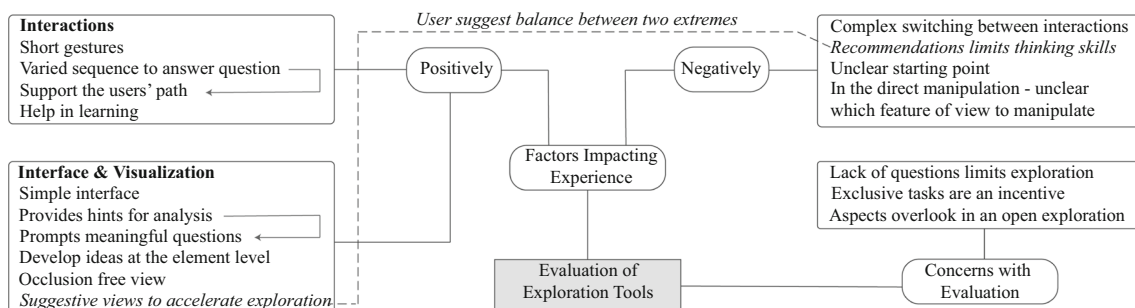 User suggest balance between two extremes
Interactions
Short gestures
Varied sequence to answer question
Support the users' path
Help in learning
Positively
Negatively
Complex switching between interactions
Recommendations limits thinking skills
Unclear starting point
In the direct manipulation - unclear
which feature of view to manipulate
Factors Impacting
Experience
Interface & Visualization
Simple interface
Provides hints for analysis
Prompts meaningful questions
Develop ideas at the element level
Occlusion free view
Suggestive views to accelerate exploration
Lack of questions limits exploration
Exclusive tasks are an incentive
Aspects overlook in an open exploration
Evaluation of
Exploration Tools
Concerns with
Evaluation